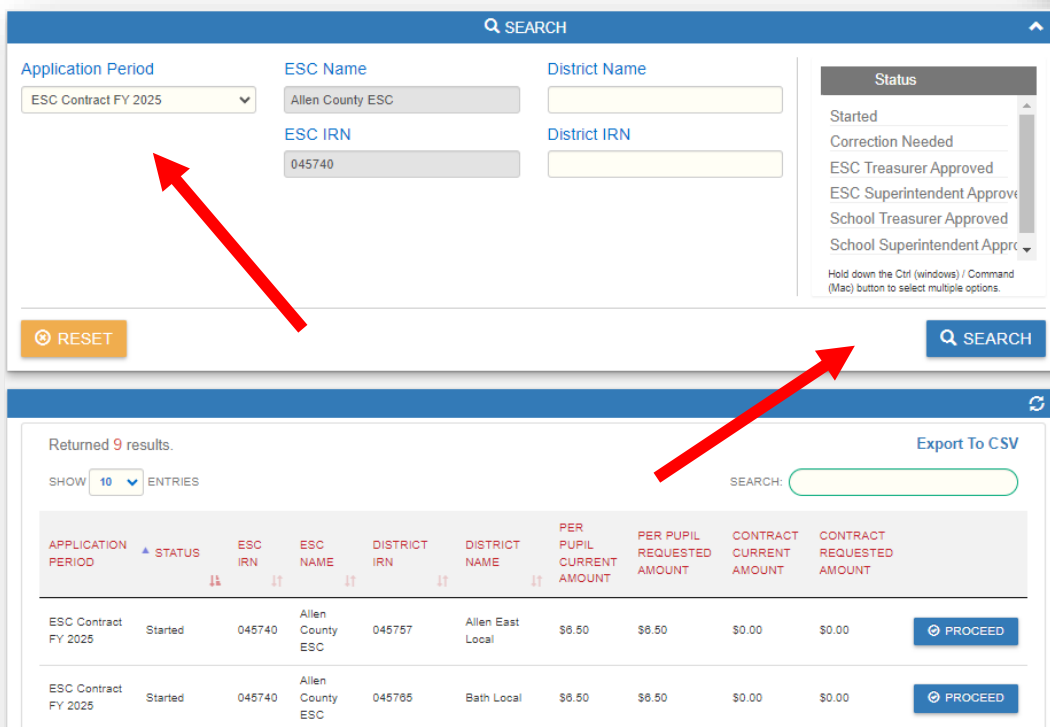 SEARCH
Application Period
ESC Contract FY 2025
ESC Name
Allen County ESC
ESC IRN
045740
District Name
District IRN
Status
Started
Correction Needed
ESC Treasurer Approved
ESC Superintendent Approve
School Treasurer Approved
School Superintendent Appro
Hold down the Ctrl (windows) / Command
(Mac) button to select multiple options.
RESET
SEARCH
Returned 9 results.
Export To CSV
SHOW 10 ENTRIES
SEARCH:
APPLICATION
PERIOD
STATUS
ESC
IRN
ESC
NAME
DISTRICT
IRN
DISTRICT
NAME
PER
PUPIL
CURRENT
AMOUNT
PER PUPIL
REQUESTED
AMOUNT
CONTRACT
CURRENT
AMOUNT
CONTRACT
REQUESTED
AMOUNT
ESC Contract
FY 2025
Started
045740
Allen
County
ESC
045757
Allen East
Local
$6.50
$6.50
$0.00
$0.00
PROCEED
ESC Contract
FY 2025
Started
045740
Allen
County
ESC
045765
Bath Local
$6.50
$6.50
$0.00
$0.00
PROCEED